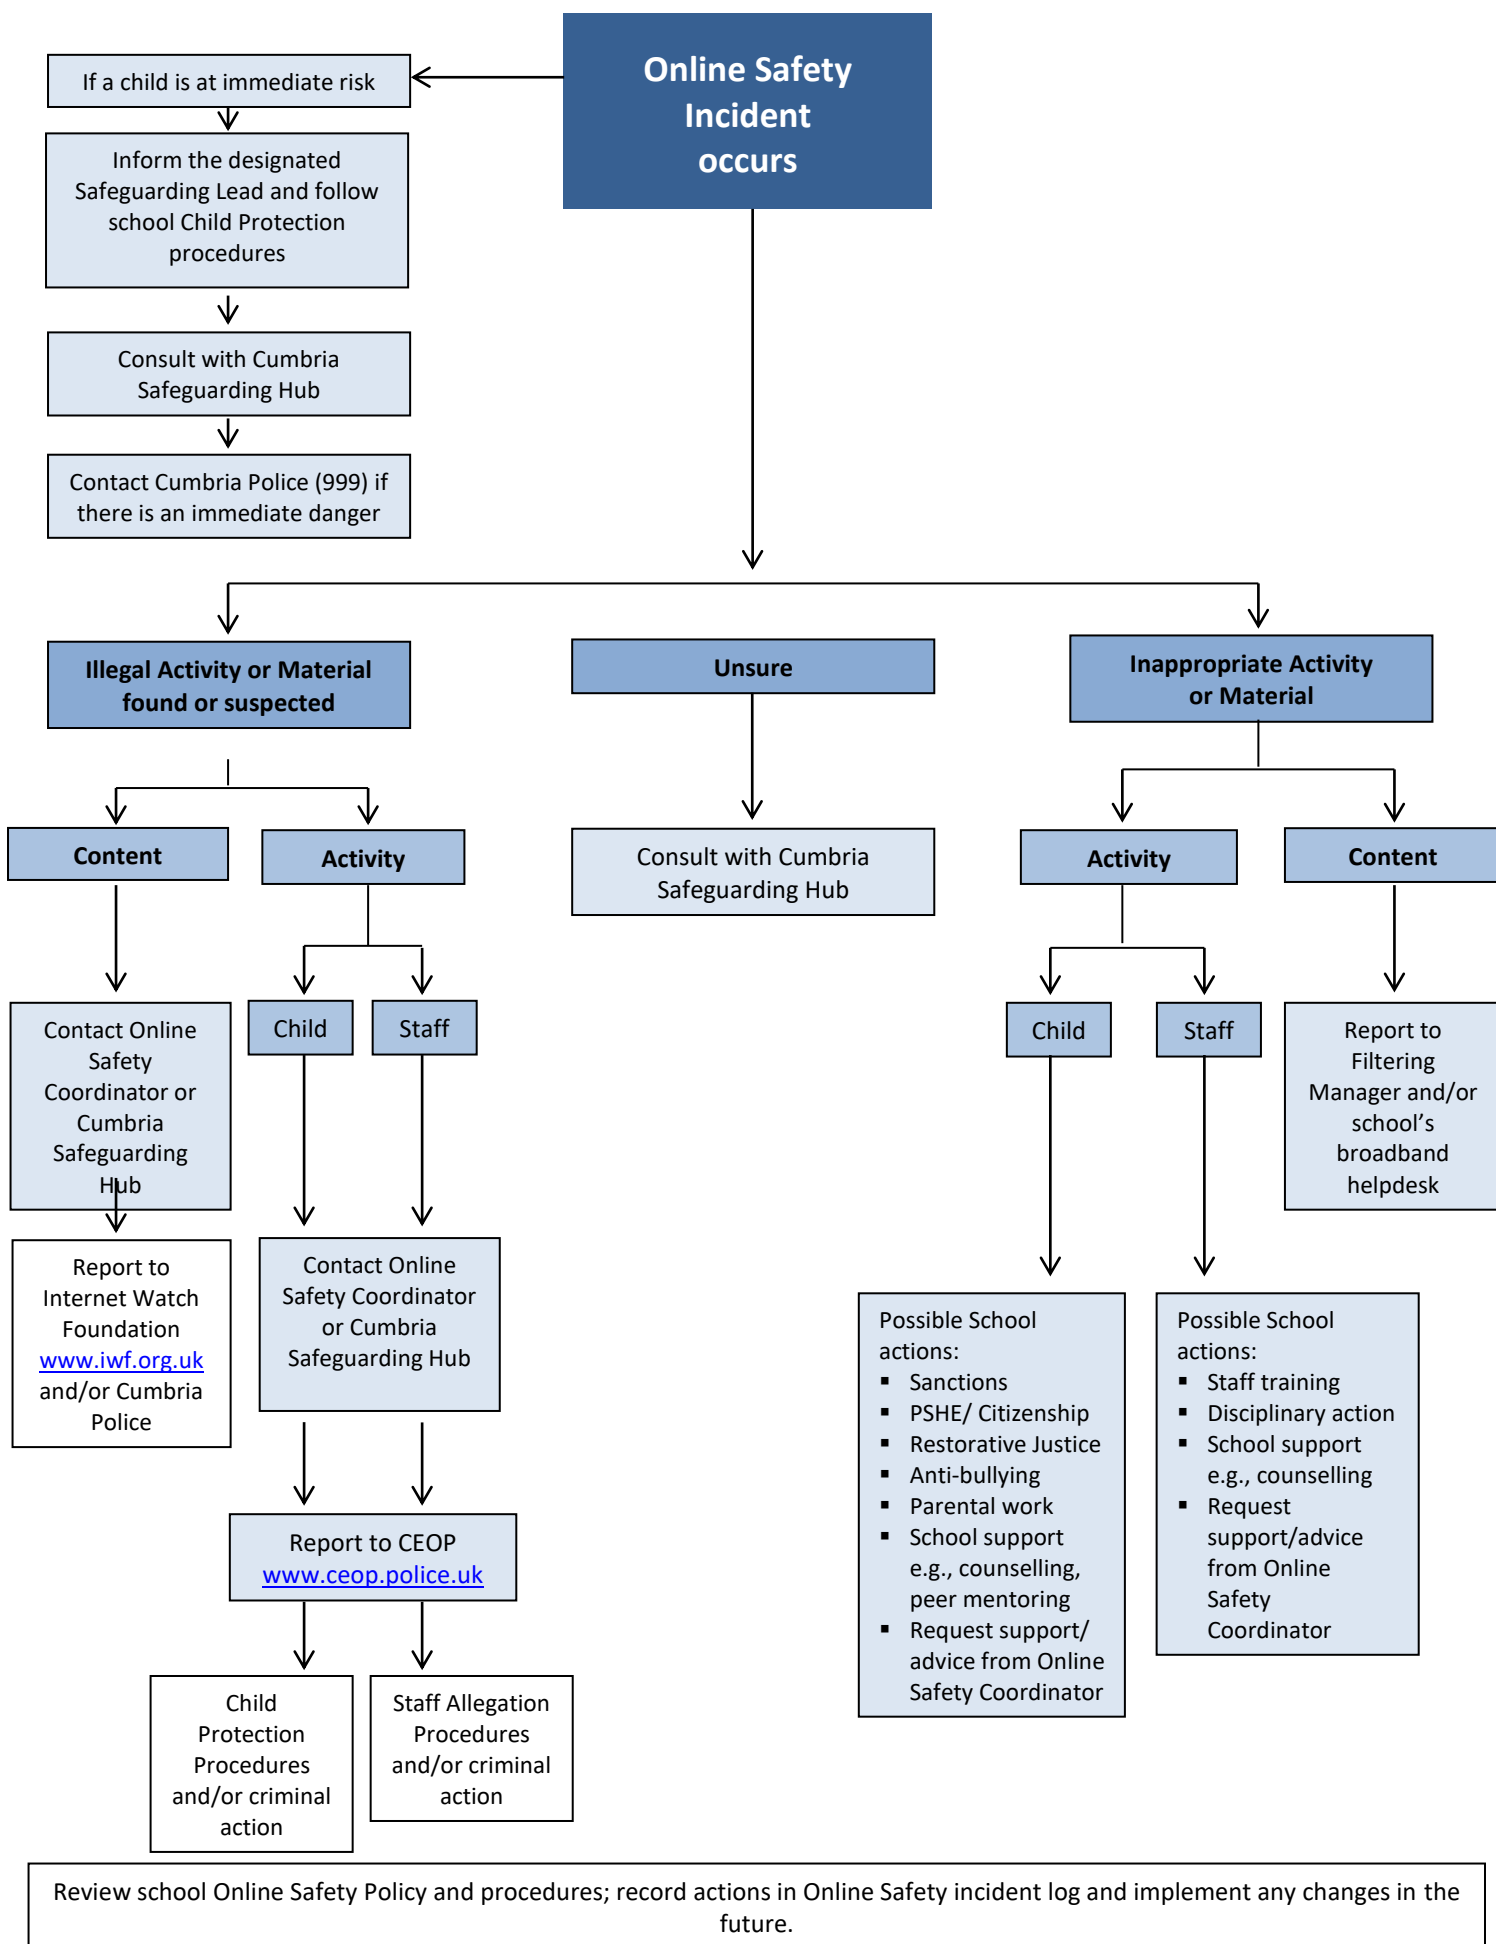 Online Safety
Incident
occurs
If a child is at immediate risk
Inform the designated
Safeguarding Lead and follow
school Child Protection
procedures
Consult with Cumbria
Safeguarding Hub
Contact Cumbria Police (999) if
there is an immediate danger
Illegal Activity or Material
found or suspected
Unsure
Inappropriate Activity
or Material
Content
Activity
Consult with Cumbria
Safeguarding Hub
Activity
Content
Contact Online
Safety
Coordinator or
Cumbria
Safeguarding
Hub
Child
Staff
Child
Staff
Report to
Filtering
Manager and/or
school’s
broadband
helpdesk
Report to
Internet Watch
Foundation
www.iwf.org.uk
and/or Cumbria
Police
Contact Online
Safety Coordinator
or Cumbria
Safeguarding Hub
Report to CEOP
www.ceop.police.uk
Child
Protection
Procedures
and/or criminal
action
Staff Allegation
Procedures
and/or criminal
action
Possible School
actions:
▪ Sanctions
▪ PSHE/ Citizenship
▪ Restorative Justice
▪ Anti-bullying
▪ Parental work
▪ School support
e.g., counselling,
peer mentoring
▪ Request support/
advice from Online
Safety Coordinator
Possible School
actions:
▪ Staff training
▪ Disciplinary action
▪ School support
e.g., counselling
▪ Request
support/advice
from Online
Safety
Coordinator
Review school Online Safety Policy and procedures; record actions in Online Safety incident log and implement any changes in the
future.